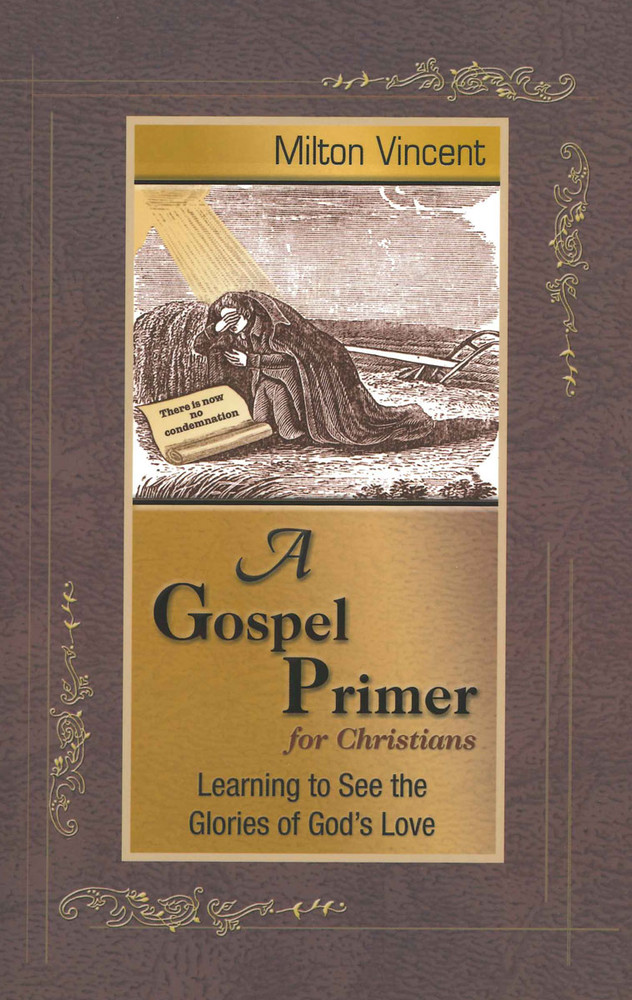 Milton Vincent
There is now
no
condemnation
A
Gospel
Primer
for Christians
Learning to See the
Glories of God's Love